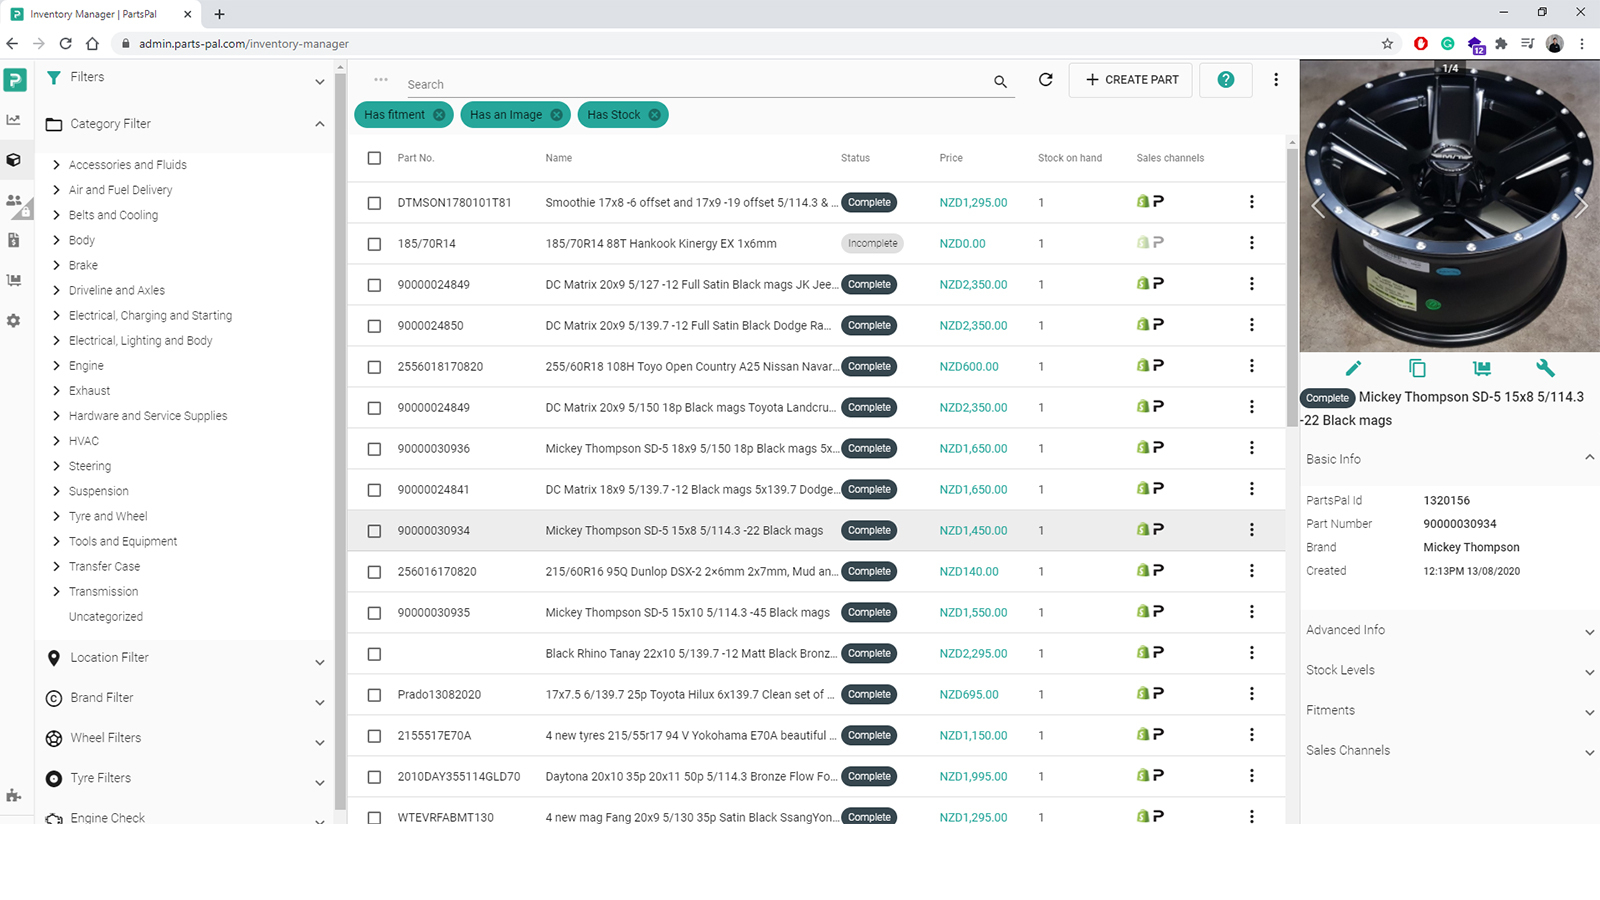 Inventory Manager | PartsPal
admin.parts-pal.com/inventory-manager
12
Filters
Category Filter
Accessories and Fluids
Air and Fuel Delivery
Belts and Cooling
Body
Brake
Driveline and Axles
Electrical, Charging and Starting
Electrical, Lighting and Body
Engine
Exhaust
Hardware and Service Supplies
HVAC
Steering
Suspension
Tyre and Wheel
Tools and Equipment
Transfer Case
Transmission
Uncategorized
Location Filter
Brand Filter
Wheel Filters
Tyre Filters
Engine Check
Search
CREATE PART
Has fitment
Has an Image
Has Stock
Part No. Name Status Price Stock on hand Sales channels
DTMSON1780101T81 Smoothie 17x8 -6 offset and 17x9 -19 offset 5/114.3 & ... Complete NZD1,295.00 1
185/70R14 185/70R14 88T Hankook Kinergy EX 1x6mm Incomplete NZD0.00 1
90000024849 DC Matrix 20x9 5/127 -12 Full Satin Black mags JK Jee... Complete NZD2,350.00 1
9000024850 DC Matrix 20x9 5/139.7 -12 Full Satin Black Dodge Ra... Complete NZD2,350.00 1
2556018170820 255/60R18 108H Toyo Open Country A25 Nissan Navar... Complete NZD600.00 1
90000024849 DC Matrix 20x9 5/150 18p Black mags Toyota Landcru... Complete NZD2,350.00 1
90000030936 Mickey Thompson SD-5 18x9 5/150 18p Black mags 5x... Complete NZD1,650.00 1
90000024841 DC Matrix 18x9 5/139.7 -12 Black mags 5x139.7 Dodge... Complete NZD1,650.00 1
90000030934 Mickey Thompson SD-5 15x8 5/114.3 -22 Black mags Complete NZD1,450.00 1
256016170820 215/60R16 95Q Dunlop DSX-2 2×6mm 2x7mm, Mud an... Complete NZD140.00 1
90000030935 Mickey Thompson SD-5 15x10 5/114.3 -45 Black mags Complete NZD1,550.00 1
Black Rhino Tanay 22x10 5/139.7 -12 Matt Black Bronz... Complete NZD2,295.00 1
Prado13082020 17x7.5 6/139.7 25p Toyota Hilux 6x139.7 Clean set of ... Complete NZD695.00 1
2155517E70A 4 new tyres 215/55r17 94 V Yokohama E70A beautiful ... Complete NZD1,150.00 1
2010DAY355114GLD70 Daytona 20x10 35p 20x11 50p 5/114.3 Bronze Flow Fo... Complete NZD1,995.00 1
WTEVRFABMT130 4 new mag Fang 20x9 5/130 35p Satin Black SsangYon... Complete NZD1,295.00 1
1/4
Complete Mickey Thompson SD-5 15x8 5/114.3
-22 Black mags
Basic Info
PartsPal Id 1320156
Part Number 90000030934
Brand Mickey Thompson
Created 12:13PM 13/08/2020
Advanced Info
Stock Levels
Fitments
Sales Channels